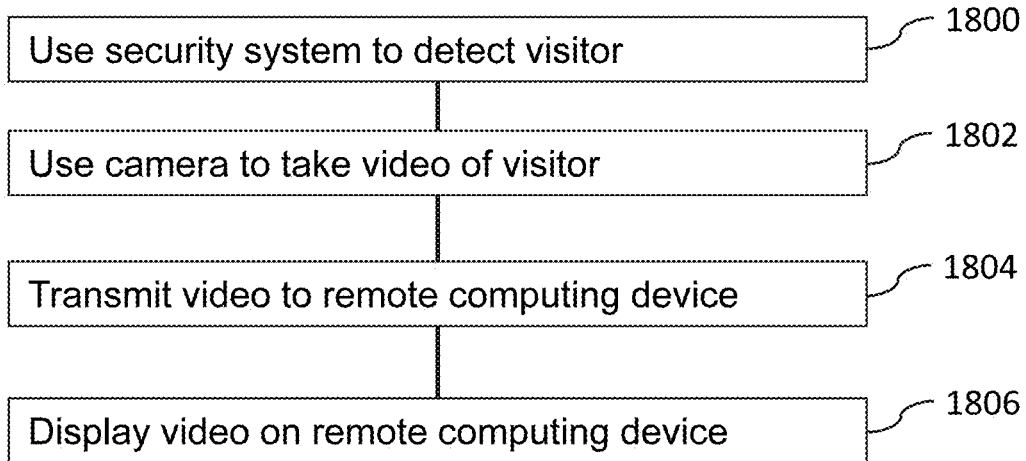 Use security system to detect visitor 1800
Use camera to take video of visitor 1802
Transmit video to remote computing device 1804
Display video on remote computing device 1806